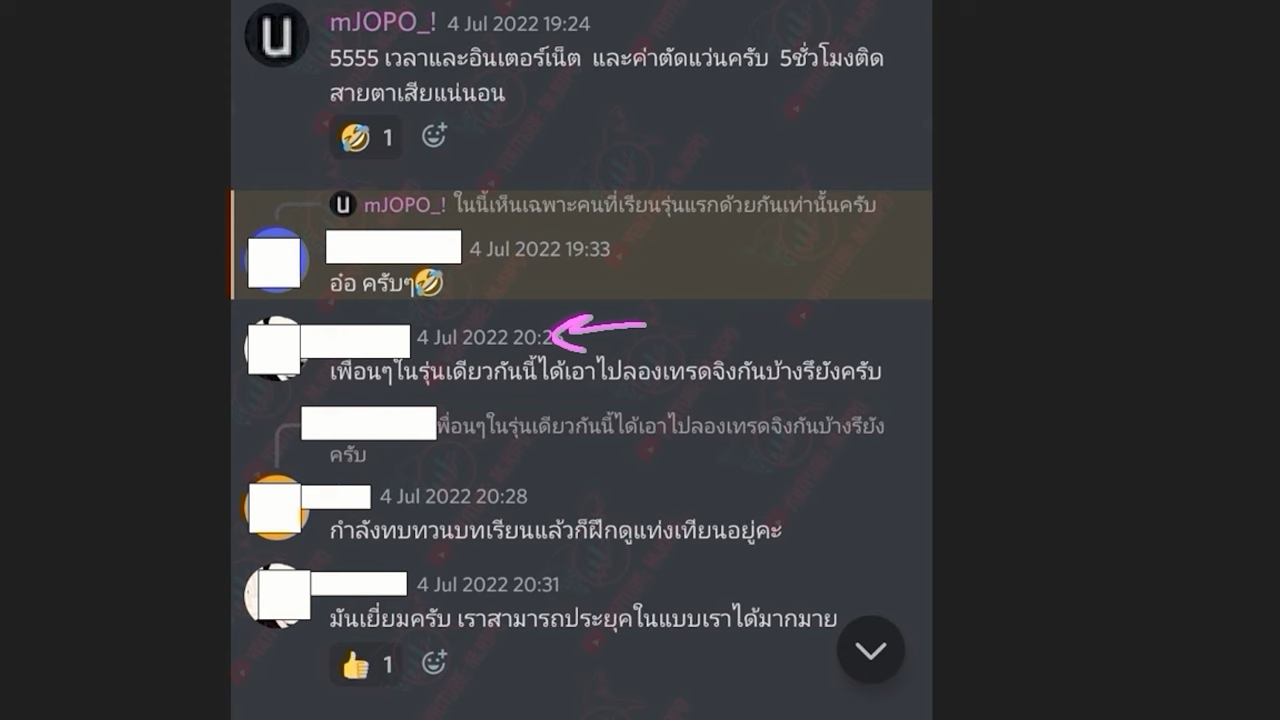 mJOPO_! 4 Jul 2022 19:24
5555 เวลาและอินเตอร์เน็ต และค่าตัดแว่นครับ 5ชั่วโมงติด
สายตาเสียแน่นอน
🤣 1
mJOPO_! ในนี้เห็นเฉพาะคนที่เรียนรุ่นแรกด้วยกันเท่านั้นครับ
4 Jul 2022 19:33
อ๋อ ครับๆ🤣
4 Jul 2022
เพื่อนๆในรุ่นเดียวกันนี้ได้เอาไปลองเทรดจิงกันบ้างรึยังครับ
พื่อนๆในรุ่นเดียวกันนี้ได้เอาไปลองเทรดจิงกันบ้างรึยัง
ครับ
4 Jul 2022 20:28
กำลังทบทวนบทเรียนแล้วก็ฝึกดูแท่งเทียนอยู่คะ
4 Jul 2022 20:31
มันเยี่ยมครับ เราสามารถประยุคในแบบเราได้มากมาย
👍 1